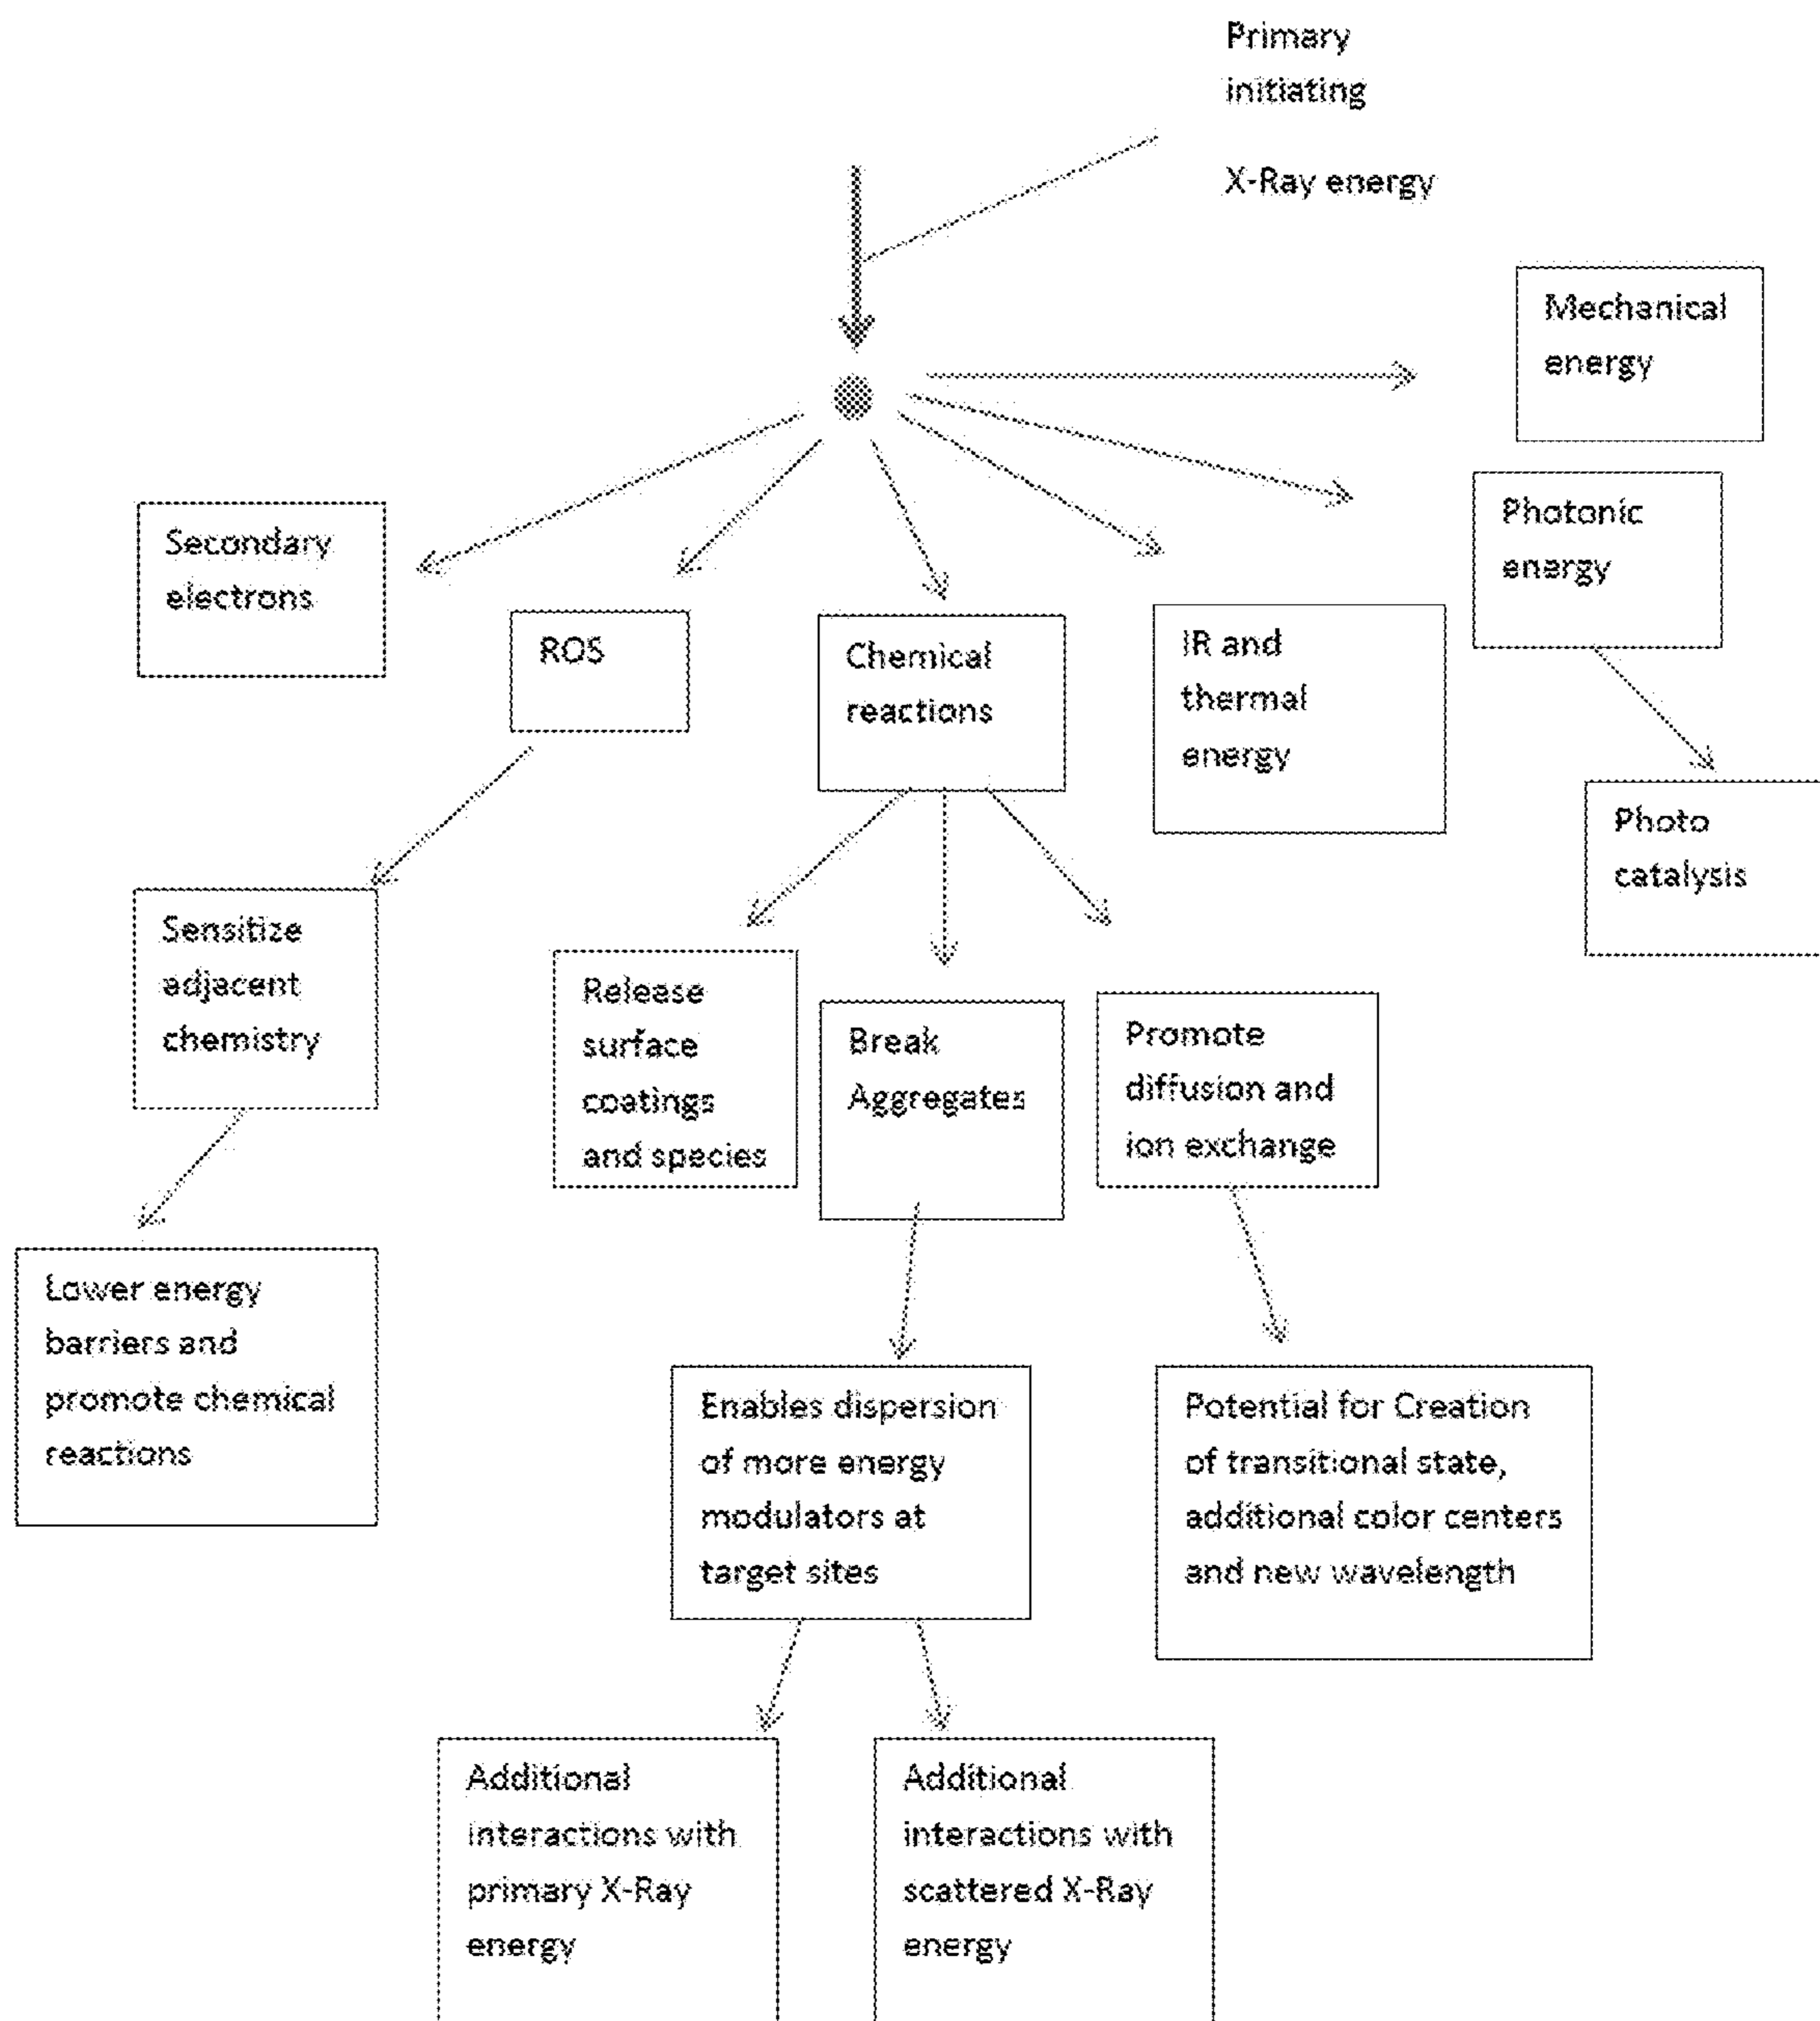 Primary
initiating
X-Ray energy
Mechanical
energy
Photonic
energy
Secondary
electrons
ROS
Chemical
reactions
IR and
thermal
energy
Photo
catalysis
Sensitize
adjacent
chemistry
Release
surface
coatings
and species
Break
Aggregates
Promote
diffusion and
ion exchange
Lower energy
barriers and
promote chemical
reactions
Enables dispersion
of more energy
modulators at
target sites
Potential for Creation
of transitional state,
additional color centers
and new wavelength
Additional
interactions with
primary X-Ray
energy
Additional
interactions with
scattered X-Ray
energy